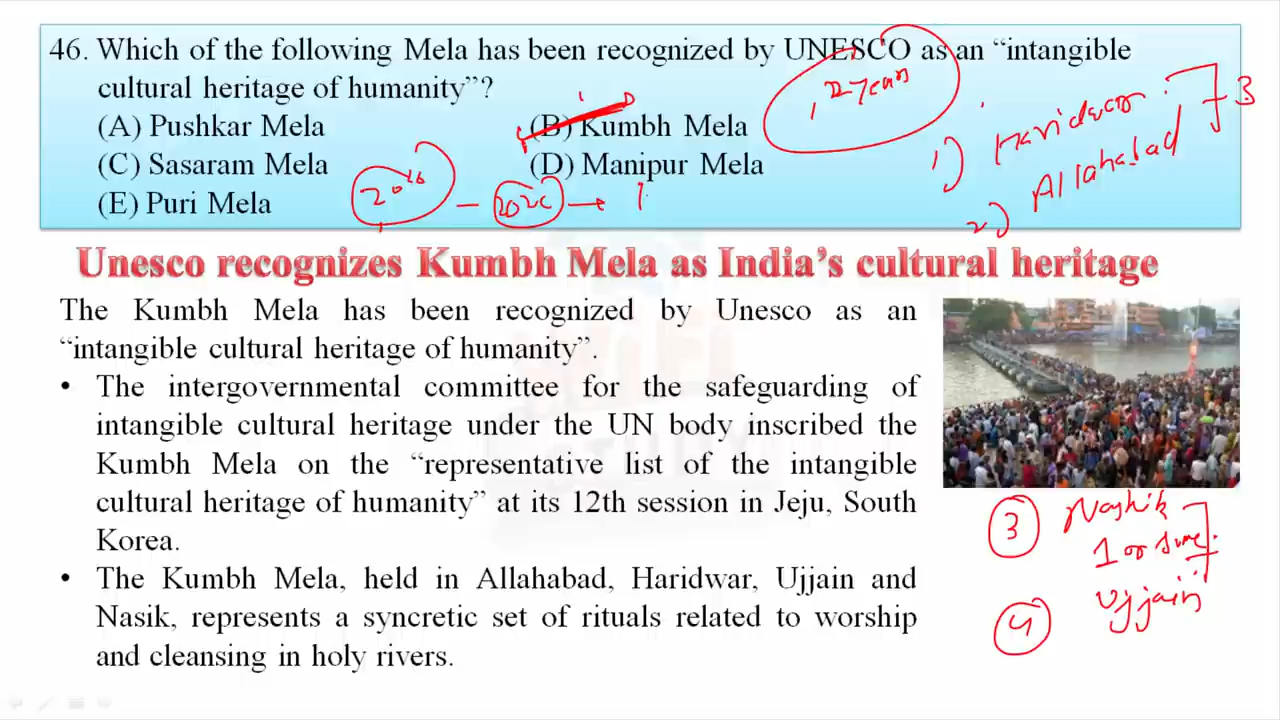 46. Which of the following Mela has been recognized by UNESCO as an “intangible
cultural heritage of humanity”?
(A) Pushkar Mela
(B) Kumbh Mela
(C) Sasaram Mela
(D) Manipur Mela
(E) Puri Mela
12 years
1) Haridwar
2) Allahabad
3
Unesco recognizes Kumbh Mela as India’s cultural heritage
The Kumbh Mela has been recognized by Unesco as an
“intangible cultural heritage of humanity”.
• The intergovernmental committee for the safeguarding of
intangible cultural heritage under the UN body inscribed the
Kumbh Mela on the “representative list of the intangible
cultural heritage of humanity” at its 12th session in Jeju, South
Korea.
• The Kumbh Mela, held in Allahabad, Haridwar, Ujjain and
Nasik, represents a syncretic set of rituals related to worship
and cleansing in holy rivers.
3 Nashik
1 or
4 Ujjain